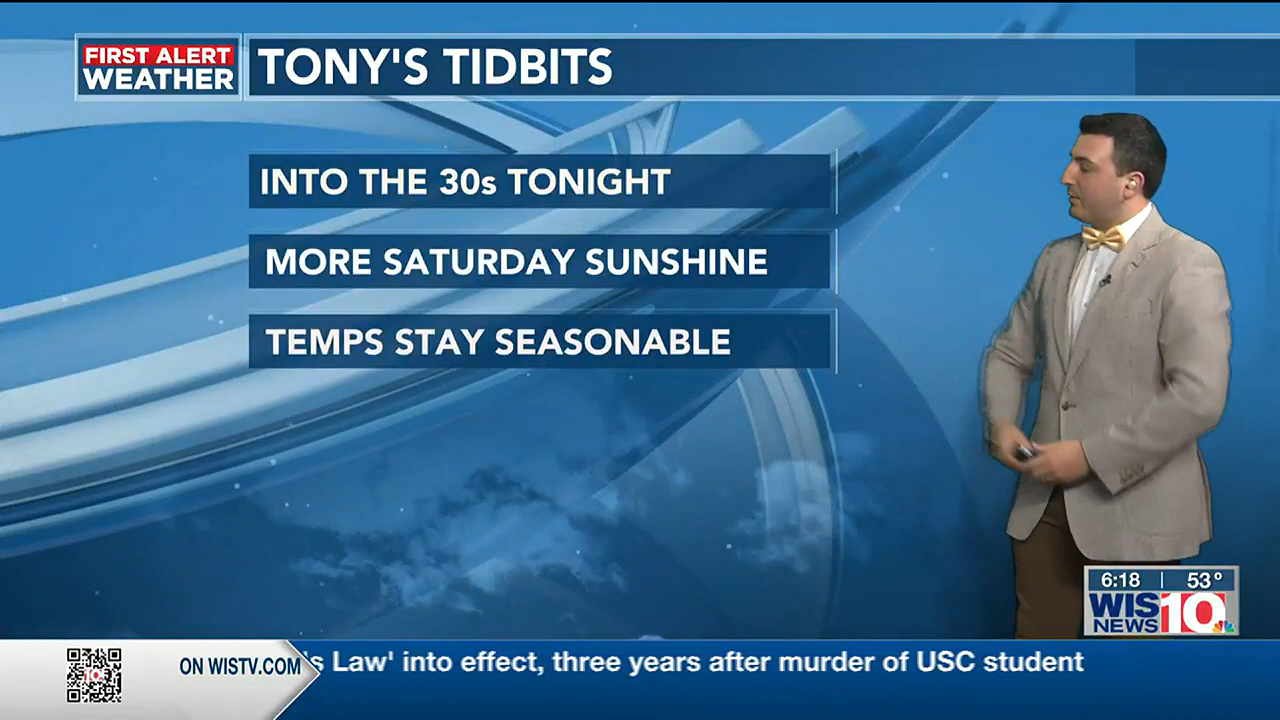 FIRST ALERT
WEATHER
TONY'S TIDBITS
INTO THE 30s TONIGHT
MORE SATURDAY SUNSHINE
TEMPS STAY SEASONABLE
6:18 | 53°
WIS 10
NEWS
ON WISTV.COM
's Law' into effect, three years after murder of USC student